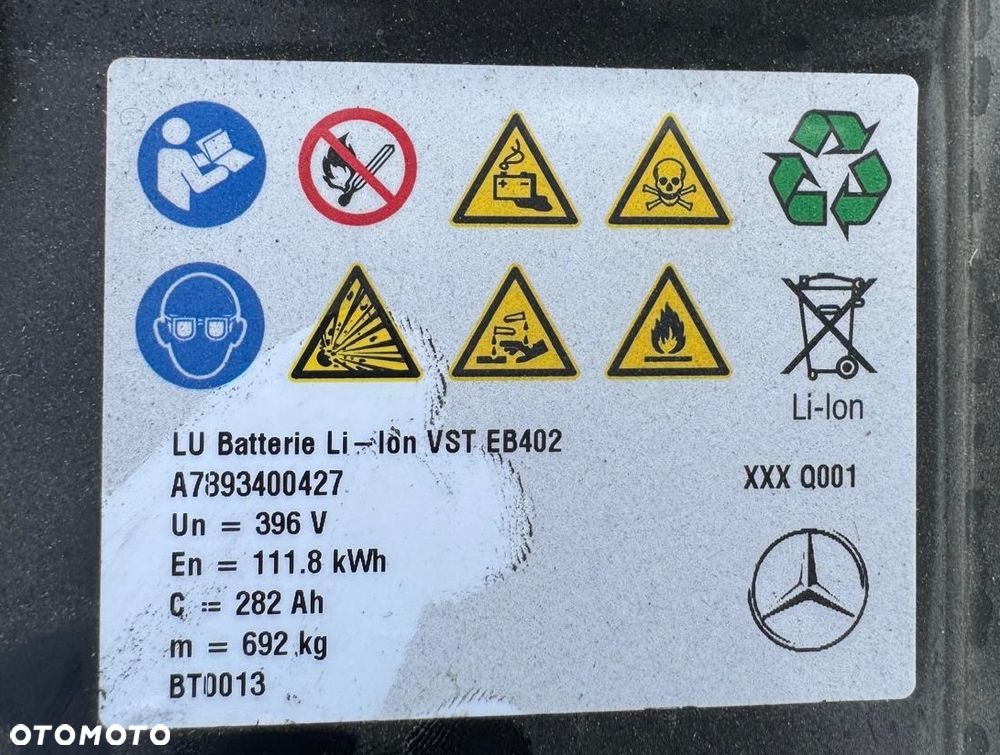 Li-Ion
LU Batterie Li-Ion VST EB402
A7893400427
XXX Q001
Un = 396 V
En = 111.8 kWh
C = 282 Ah
m = 692 kg
BT0013
OTOMOTO